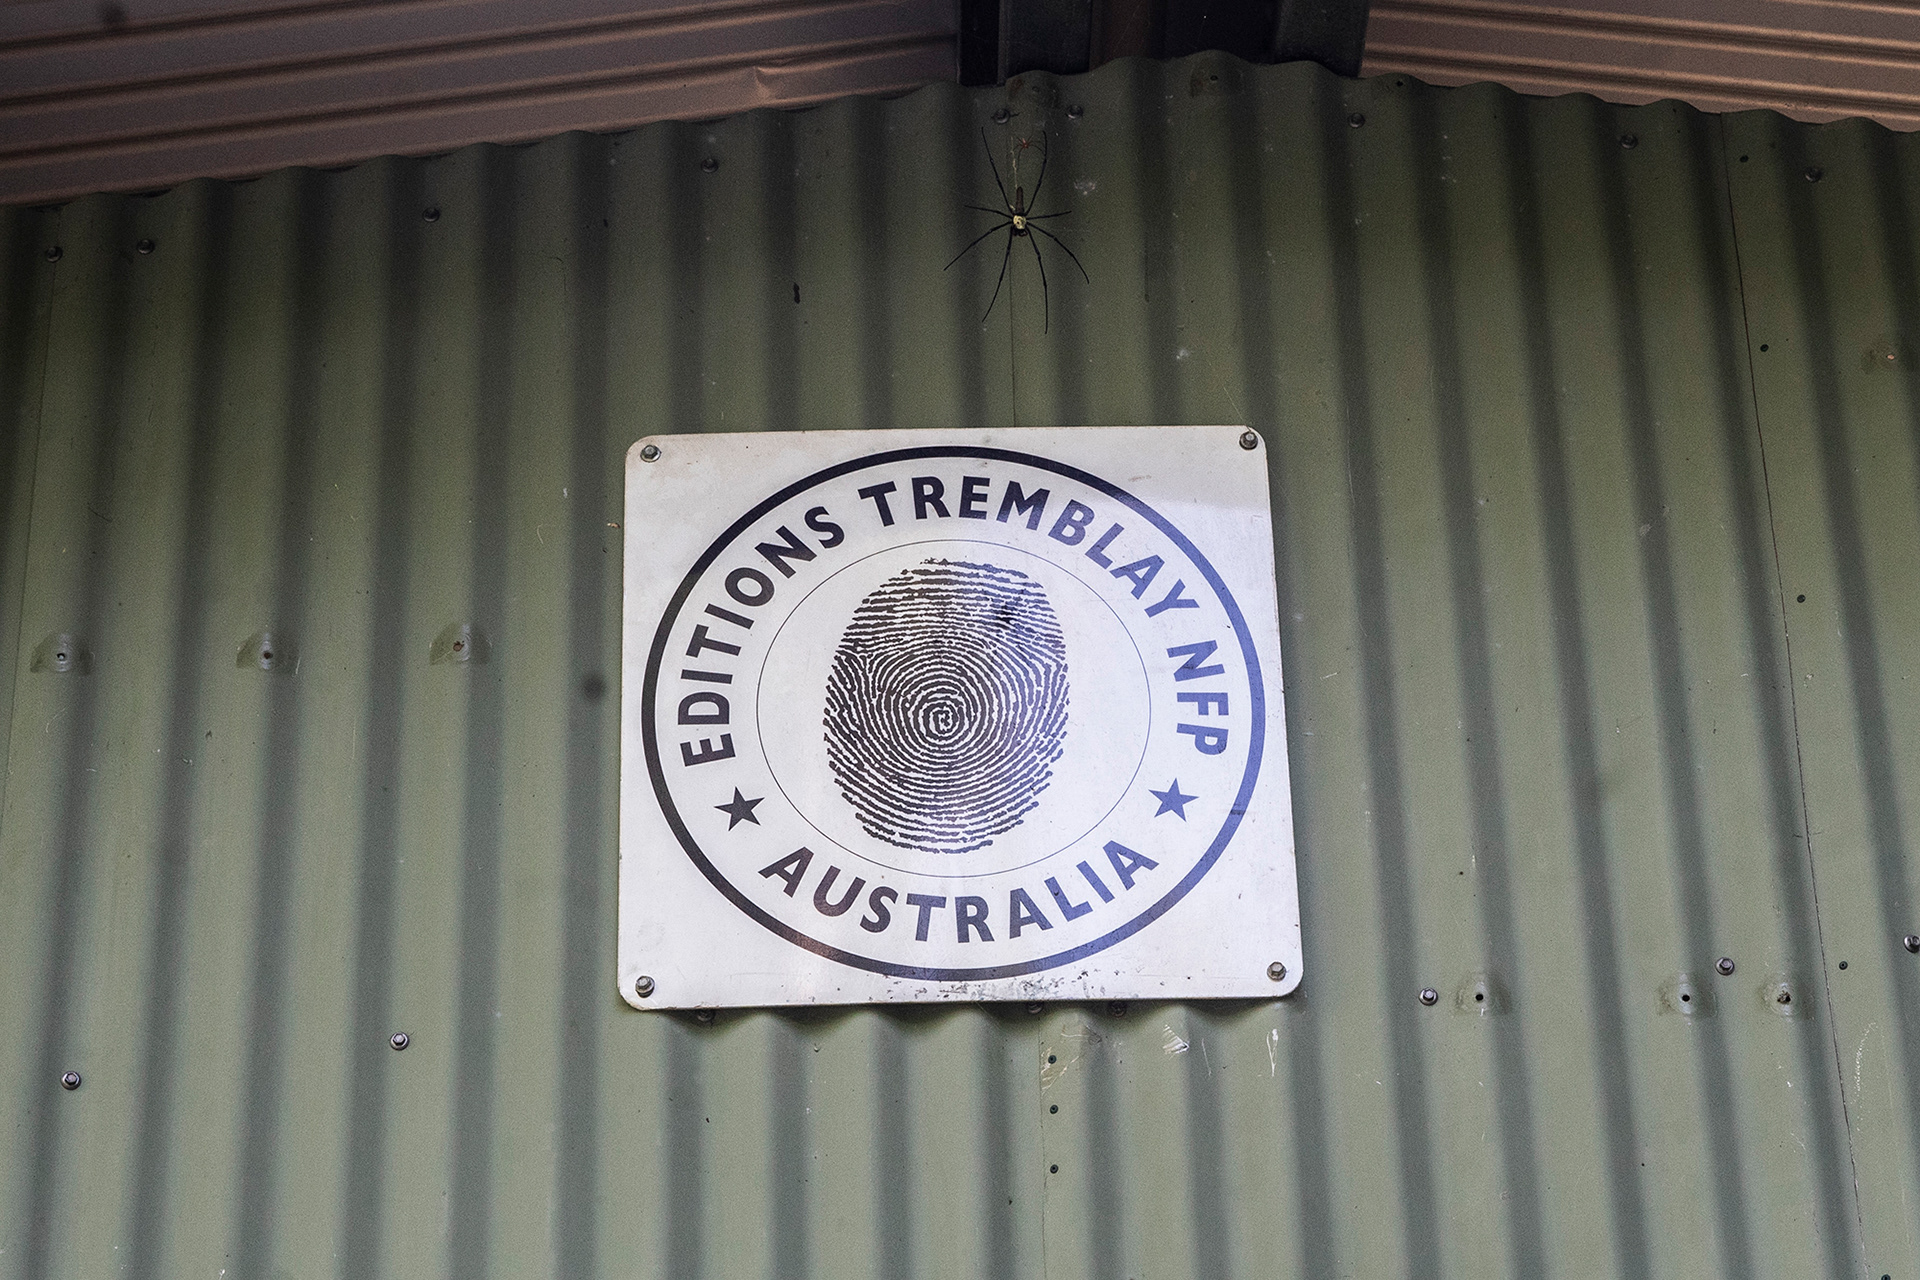 EDITIONS TREMBLAY NFP
★ AUSTRALIA ★